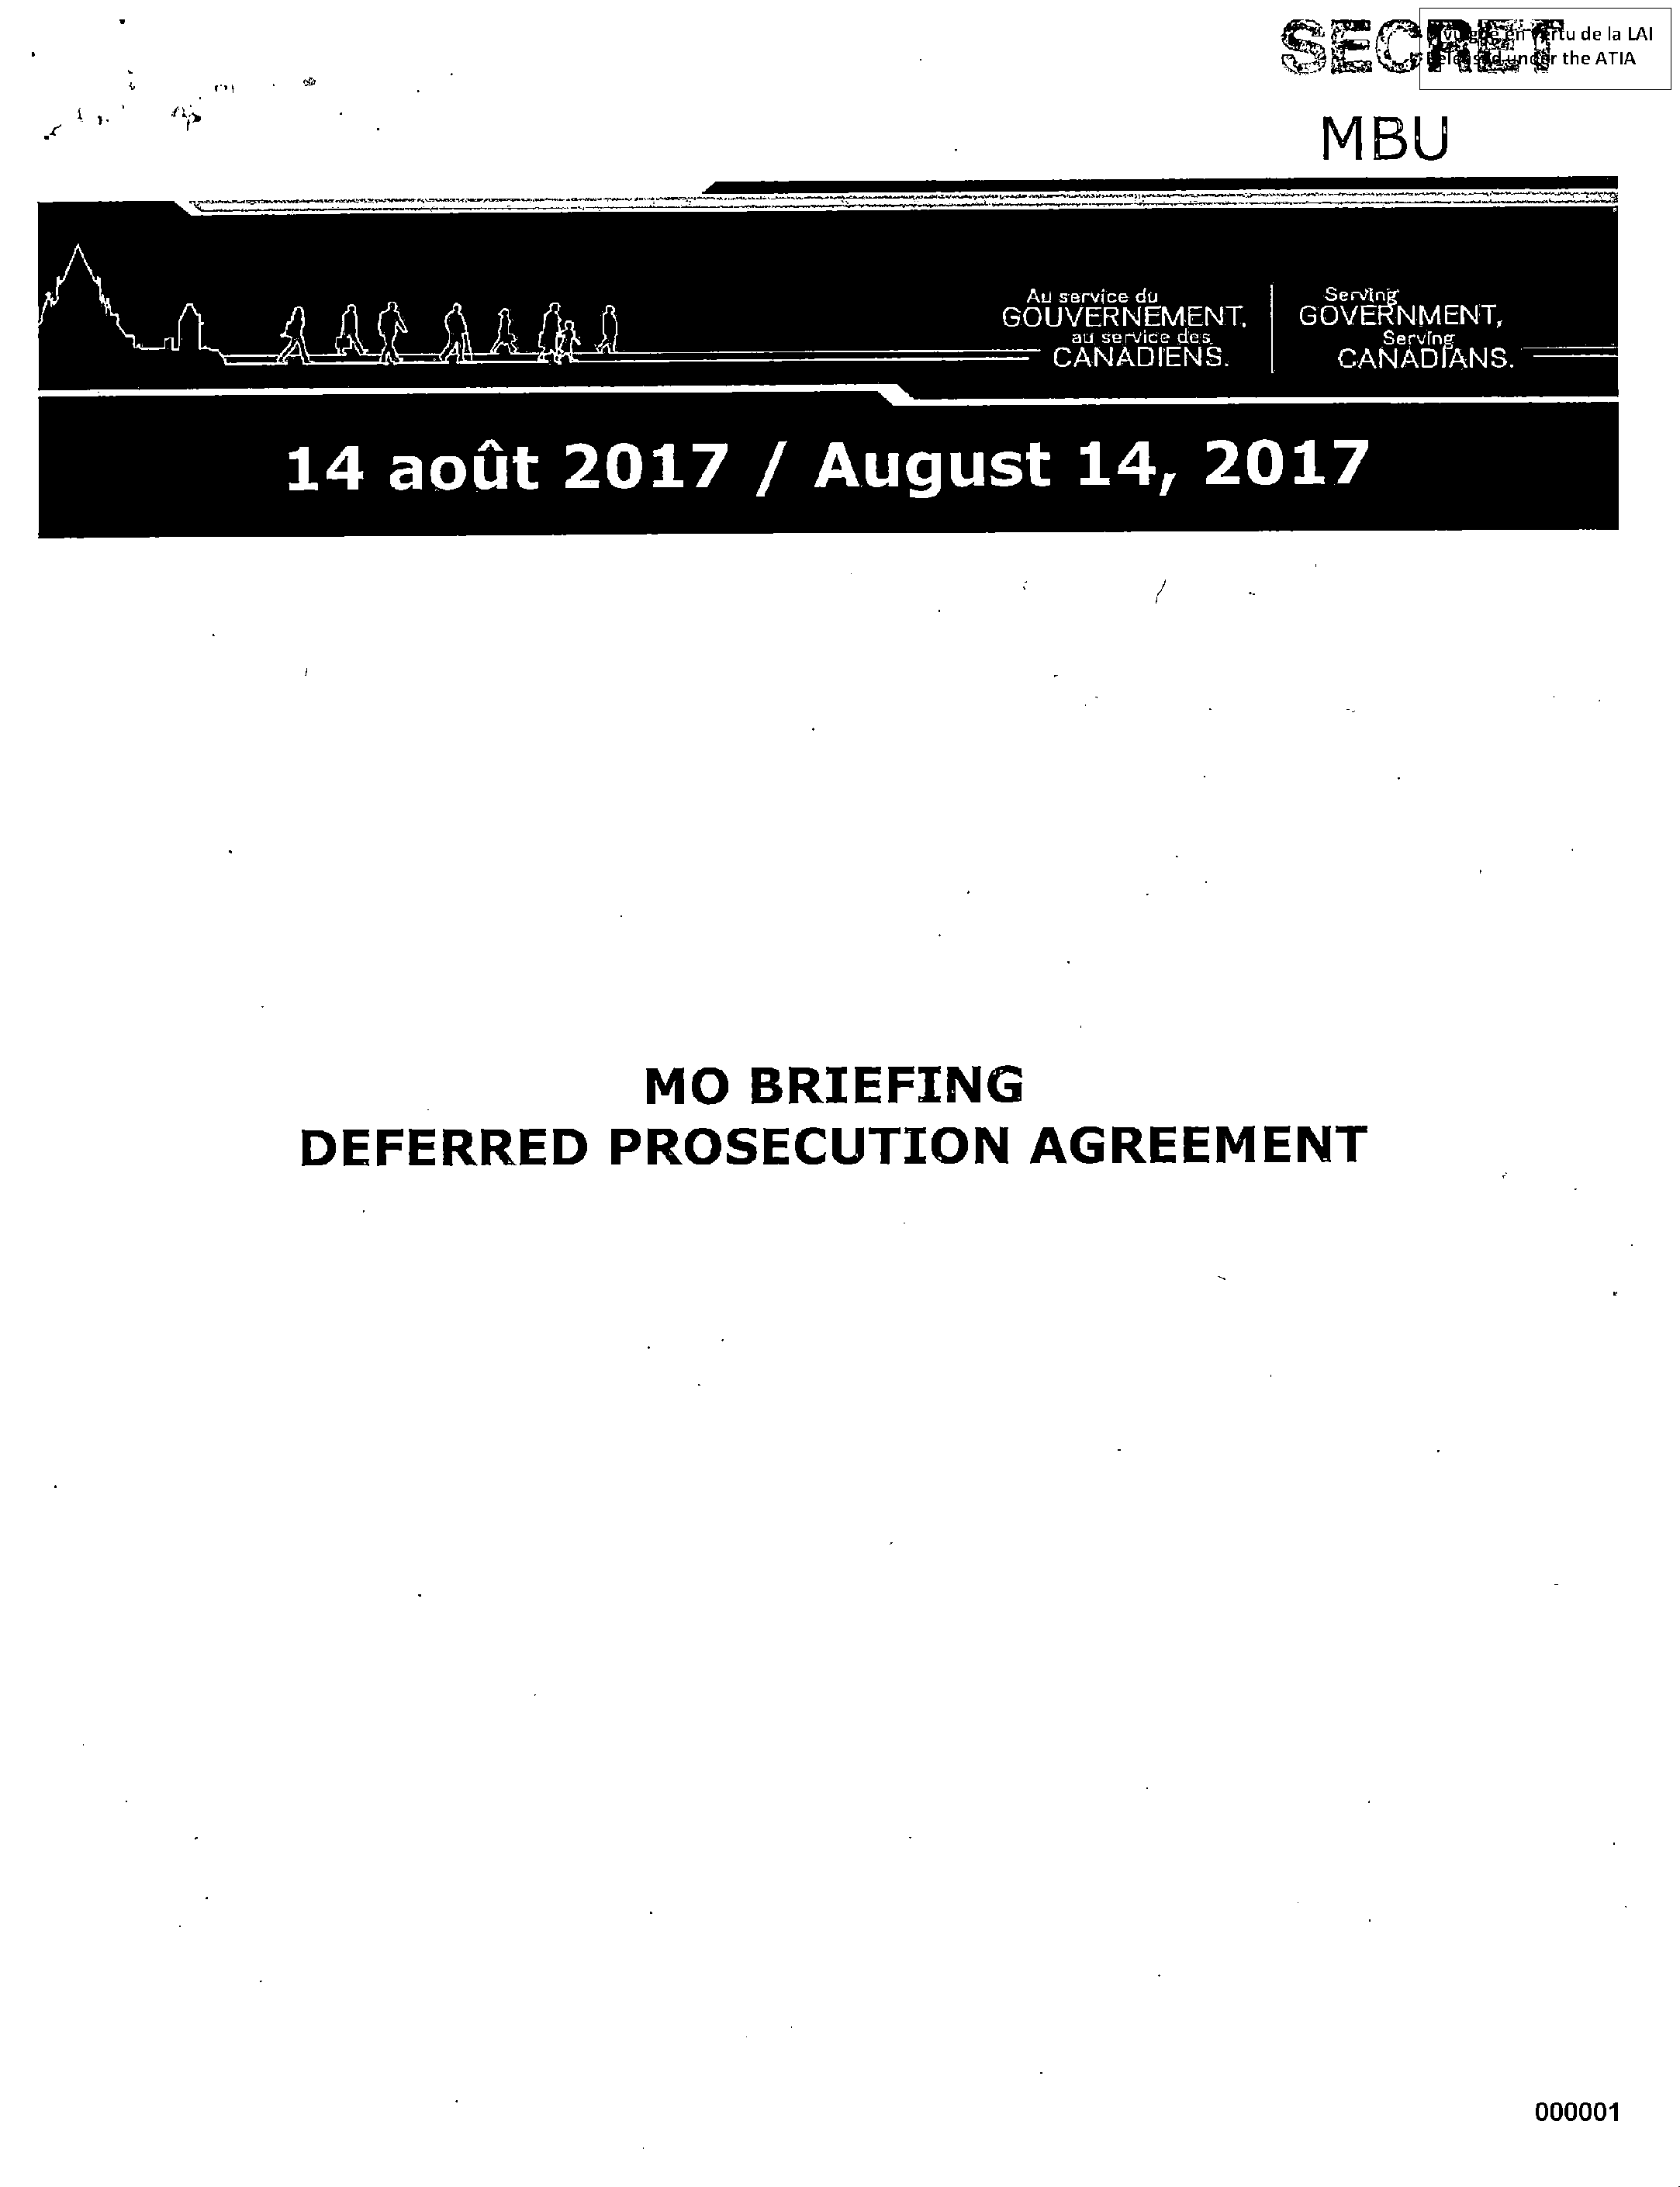 SECRET
Divulgué en vertu de la LAI
Released under the ATIA
MBU
Au service du
GOUVERNEMENT,
au service des
CANADIENS.
Serving
GOVERNMENT,
Serving
CANADIANS.
14 août 2017 / August 14, 2017
MO BRIEFING
DEFERRED PROSECUTION AGREEMENT
000001